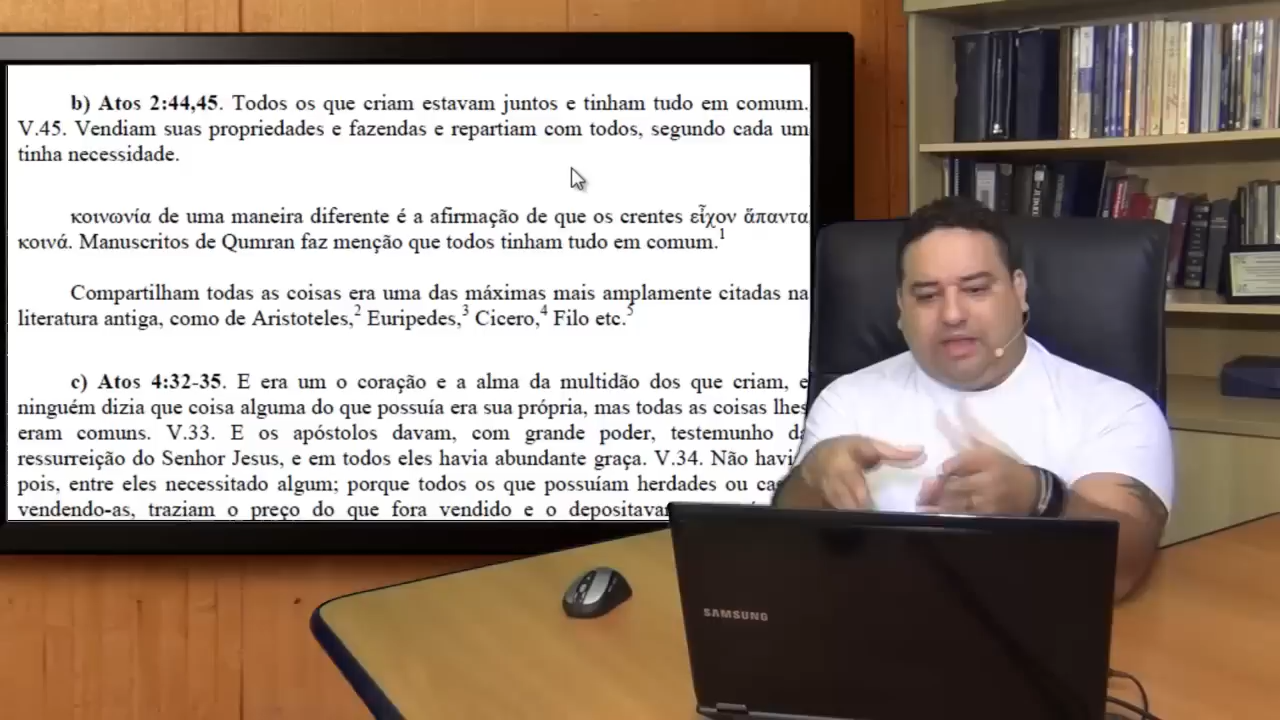 b) Atos 2:44,45. Todos os que criam estavam juntos e tinham tudo em comum.
V.45. Vendiam suas propriedades e fazendas e repartiam com todos, segundo cada um
tinha necessidade.
κοινωνία de uma maneira diferente é a afirmação de que os crentes εἶχον ἅπαντα
κοινά. Manuscritos de Qumran faz menção que todos tinham tudo em comum.1
Compartilham todas as coisas era uma das máximas mais amplamente citadas na
literatura antiga, como de Aristoteles,2 Euripedes,3 Cicero,4 Filo etc.5
c) Atos 4:32-35. E era um o coração e a alma da multidão dos que criam, e
ninguém dizia que coisa alguma do que possuía era sua própria, mas todas as coisas lhes
eram comuns. V.33. E os apóstolos davam, com grande poder, testemunho da
ressurreição do Senhor Jesus, e em todos eles havia abundante graça. V.34. Não havi
pois, entre eles necessitado algum; porque todos os que possuíam herdades ou ca
vendendo-as, traziam o preço do que fora vendido e o depositava
SAMSUNG